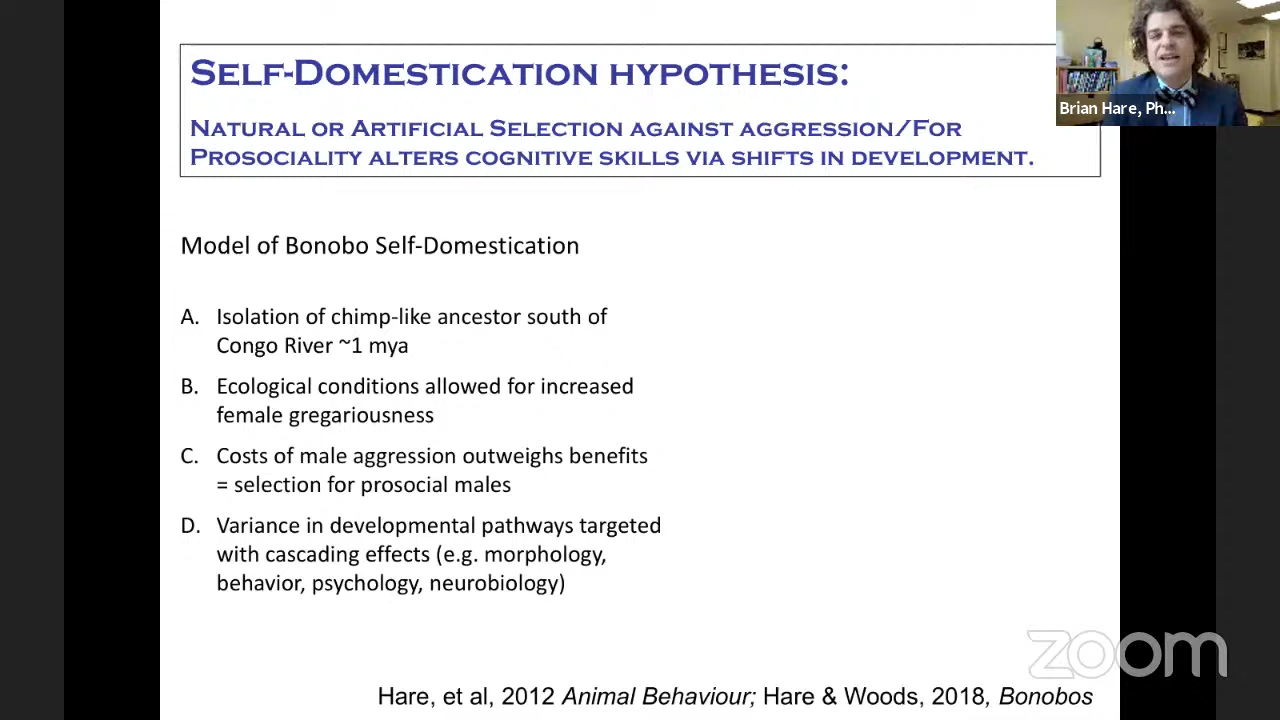 SELF-DOMESTICATION HYPOTHESIS:
NATURAL OR ARTIFICIAL SELECTION AGAINST AGGRESSION/FOR
PROSOCIALITY ALTERS COGNITIVE SKILLS VIA SHIFTS IN DEVELOPMENT.
Brian Hare, Ph...
Model of Bonobo Self-Domestication
A. Isolation of chimp-like ancestor south of
Congo River ~1 mya
B. Ecological conditions allowed for increased
female gregariousness
C. Costs of male aggression outweighs benefits
= selection for prosocial males
D. Variance in developmental pathways targeted
with cascading effects (e.g. morphology,
behavior, psychology, neurobiology)
zoom
Hare, et al, 2012 Animal Behaviour; Hare & Woods, 2018, Bonobos